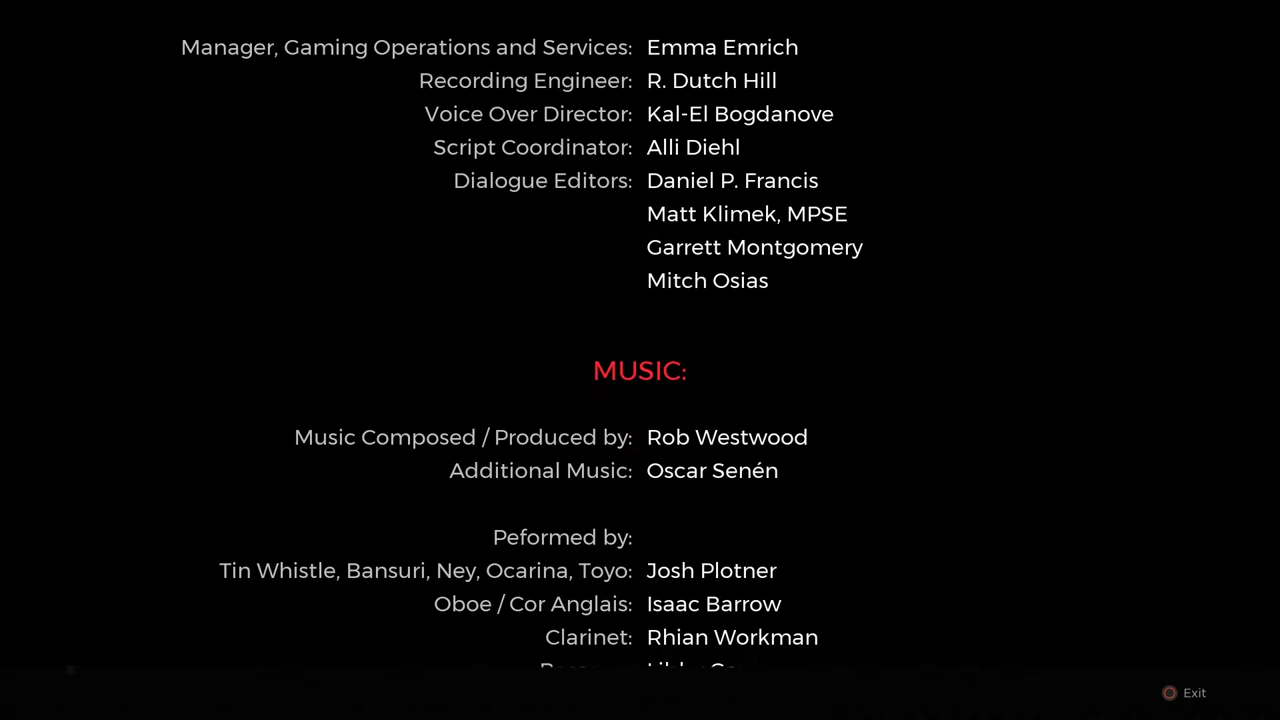 Manager, Gaming Operations and Services: Emma Emrich
Recording Engineer: R. Dutch Hill
Voice Over Director: Kal-El Bogdanove
Script Coordinator: Alli Diehl
Dialogue Editors: Daniel P. Francis
Matt Klimek, MPSE
Garrett Montgomery
Mitch Osias
MUSIC:
Music Composed / Produced by: Rob Westwood
Additional Music: Oscar Senén
Peformed by:
Tin Whistle, Bansuri, Ney, Ocarina, Toyo: Josh Plotner
Oboe / Cor Anglais: Isaac Barrow
Clarinet: Rhian Workman
Exit